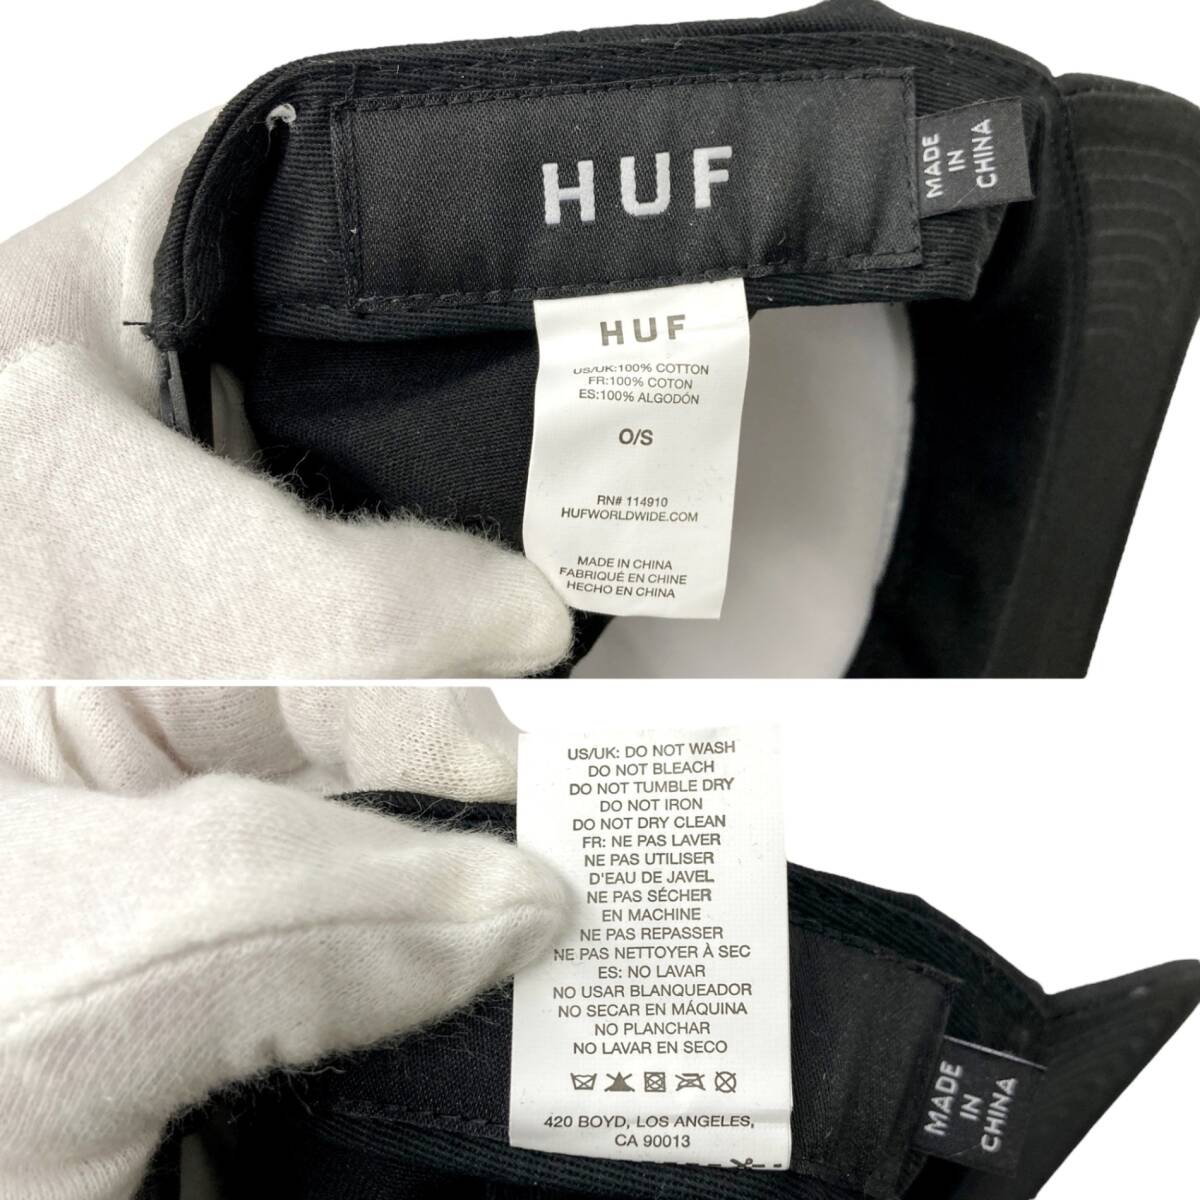 HUF
MADE
IN
CHINA
HUF
US/UK:100% COTTON
FR:100% COTON
ES:100% ALGODÓN
O/S
RN# 114910
HUFWORLDWIDE.COM
MADE IN CHINA
FABRIQUÉ EN CHINE
HECHO EN CHINA
US/UK: DO NOT WASH
DO NOT BLEACH
DO NOT TUMBLE DRY
DO NOT IRON
DO NOT DRY CLEAN
FR: NE PAS LAVER
NE PAS UTILISER
D'EAU DE JAVEL
NE PAS SÉCHER
EN MACHINE
NE PAS REPASSER
NE PAS NETTOYER À SEC
ES: NO LAVAR
NO USAR BLANQUEADOR
NO SECAR EN MÁQUINA
NO PLANCHAR
NO LAVAR EN SECO
420 BOYD, LOS ANGELES,
CA 90013
MADE
IN
CHINA